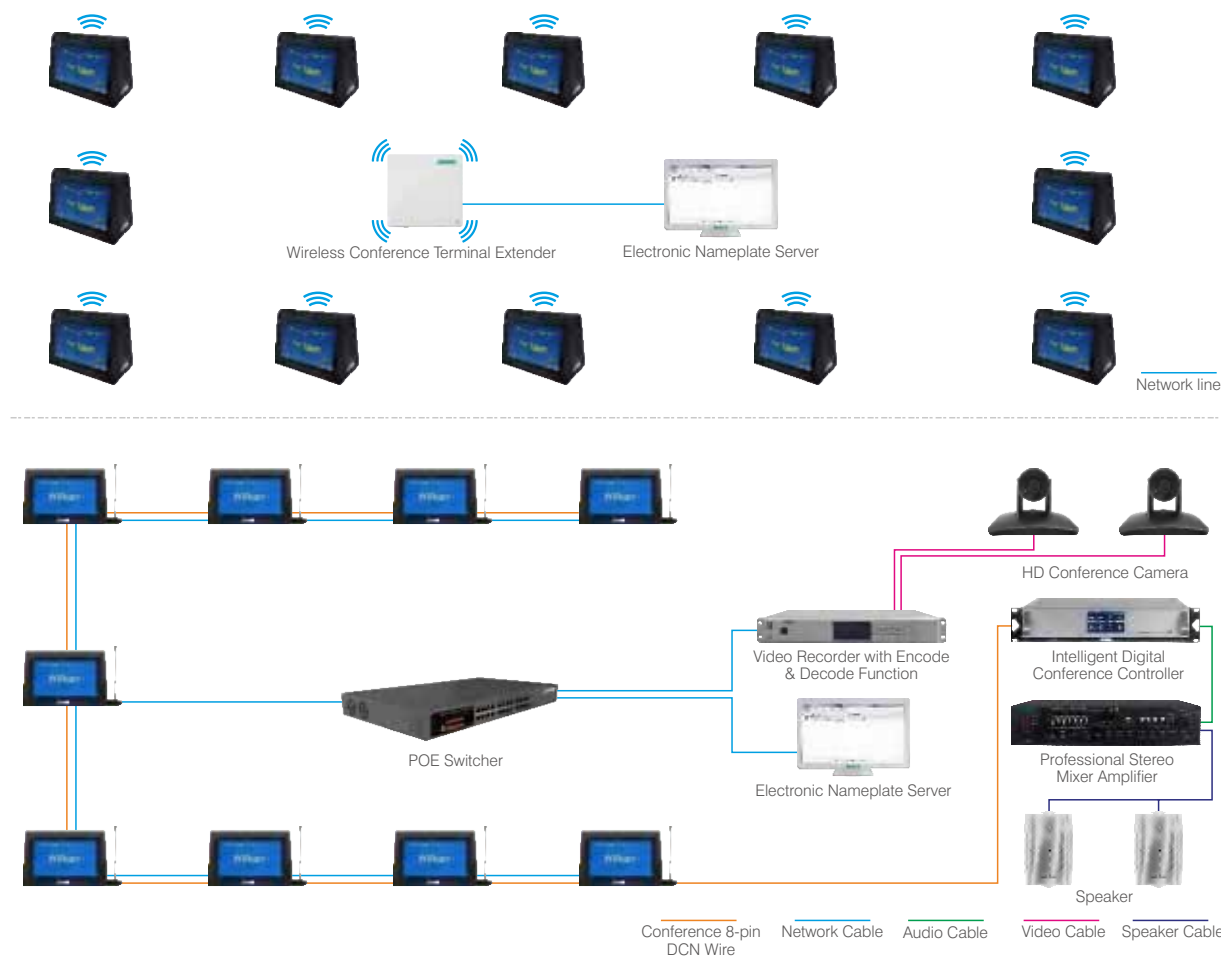 Wireless Conference Terminal Extender
Electronic Nameplate Server
Network line
HD Conference Camera
Video Recorder with Encode
& Decode Function
Intelligent Digital
Conference Controller
POE Switcher
Electronic Nameplate Server
Professional Stereo
Mixer Amplifier
Speaker
Conference 8-pin
DCN Wire
Network Cable
Audio Cable
Video Cable
Speaker Cable